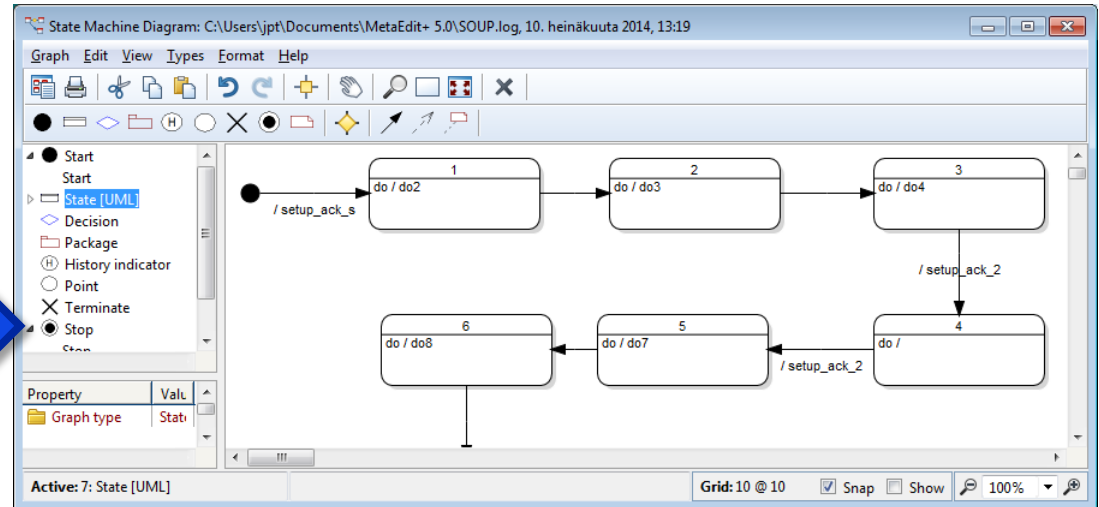 State Machine Diagram: C:\Users\jpt\Documents\MetaEdit+ 5.0\SOUP.log, 10. heinäkuuta 2014, 13:19
Graph Edit View Types Format Help
H
Start
Start
State [UML]
Decision
Package
H History indicator
Point
Terminate
Stop
Stop
Property Valu
Graph type State
/ setup_ack_s
1
do / do2
2
do / do3
3
do / do4
/ setup_ack_2
4
do /
/ setup_ack_2
5
do / do7
6
do / do8
Active: 7: State [UML]
Grid: 10 @ 10 Snap Show 100%